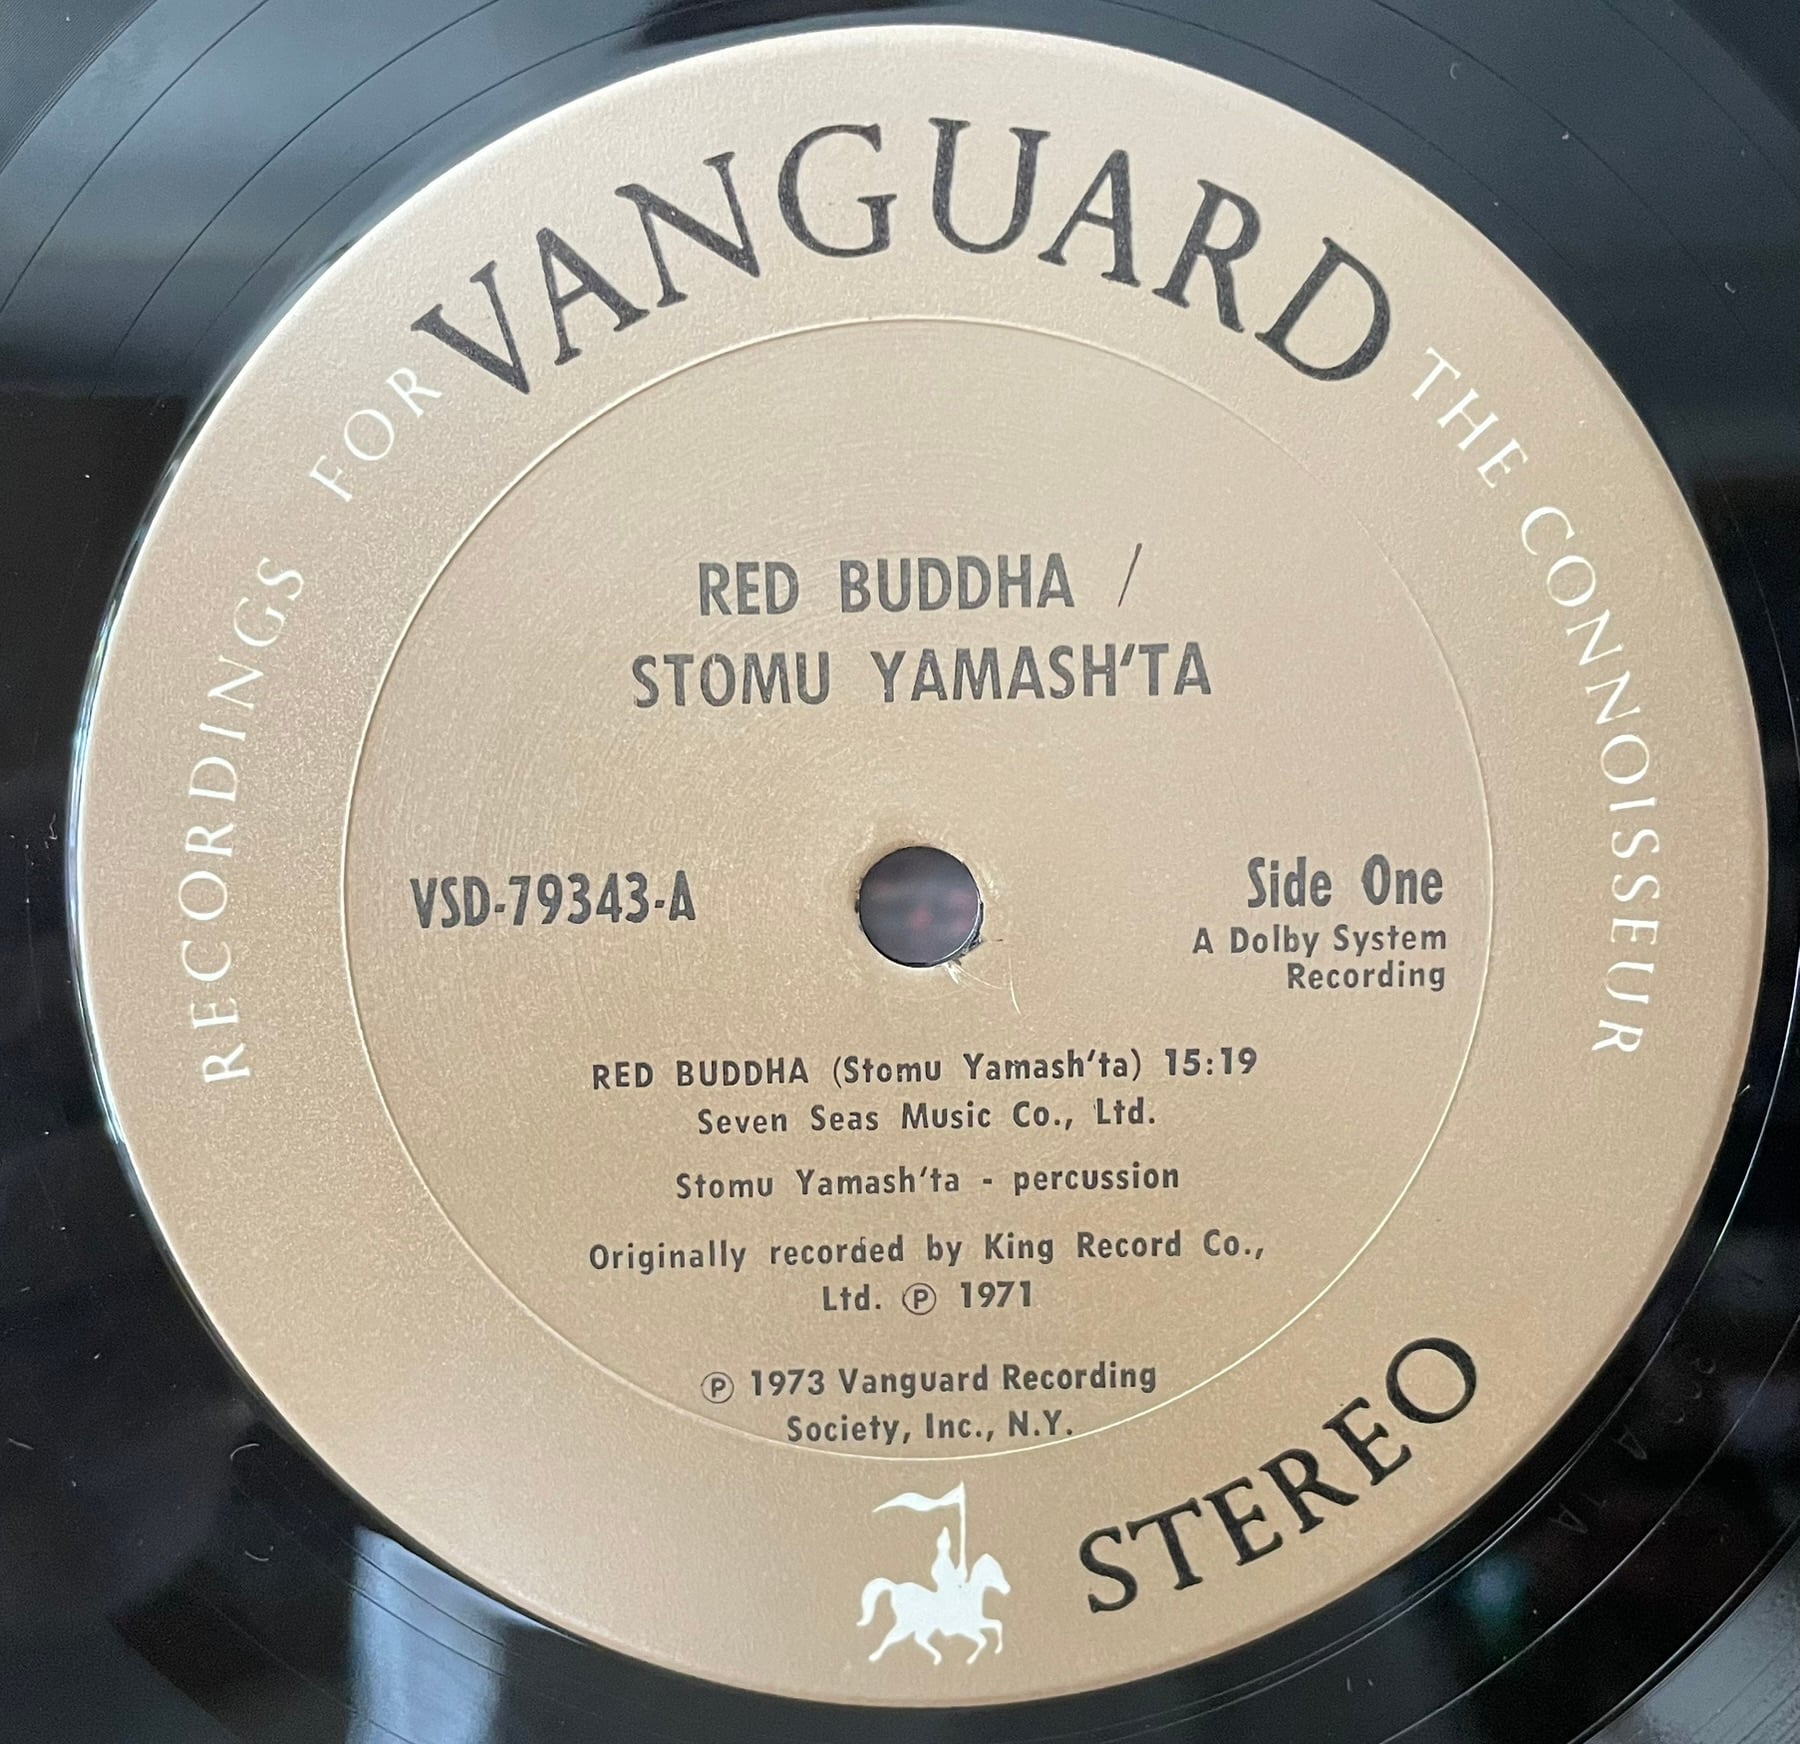 VANGUARD
RECORDINGS FOR THE CONNOISSEUR
RED BUDDHA /
STOMU YAMASH'TA
VSD-79343-A
Side One
A Dolby System
Recording
RED BUDDHA (Stomu Yamash'ta) 15:19
Seven Seas Music Co., Ltd.
Stomu Yamash'ta - percussion
Originally recorded by King Record Co.,
Ltd. Ⓟ 1971
Ⓟ 1973 Vanguard Recording
Society, Inc., N.Y.
STEREO